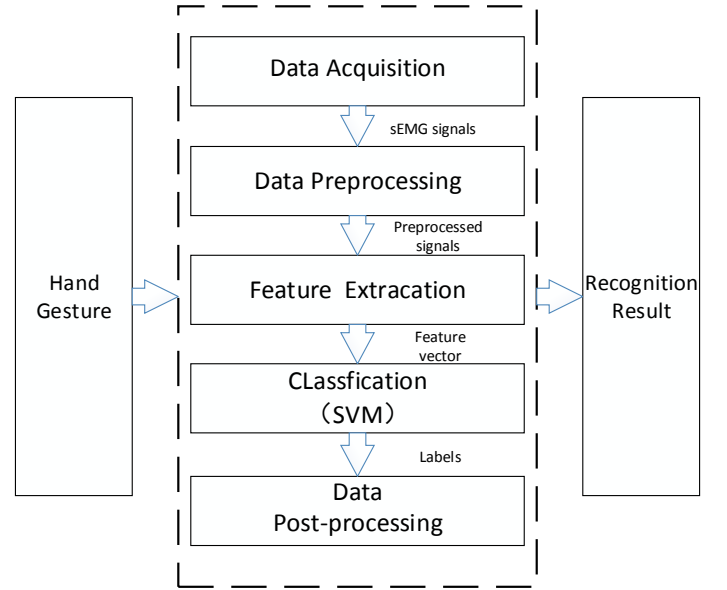 Data Acquisition
sEMG signals
Data Preprocessing
Preprocessed
signals
Hand
Gesture
Feature Extracation
Recognition
Result
Feature
vector
CLassfication
（SVM）
Labels
Data
Post-processing